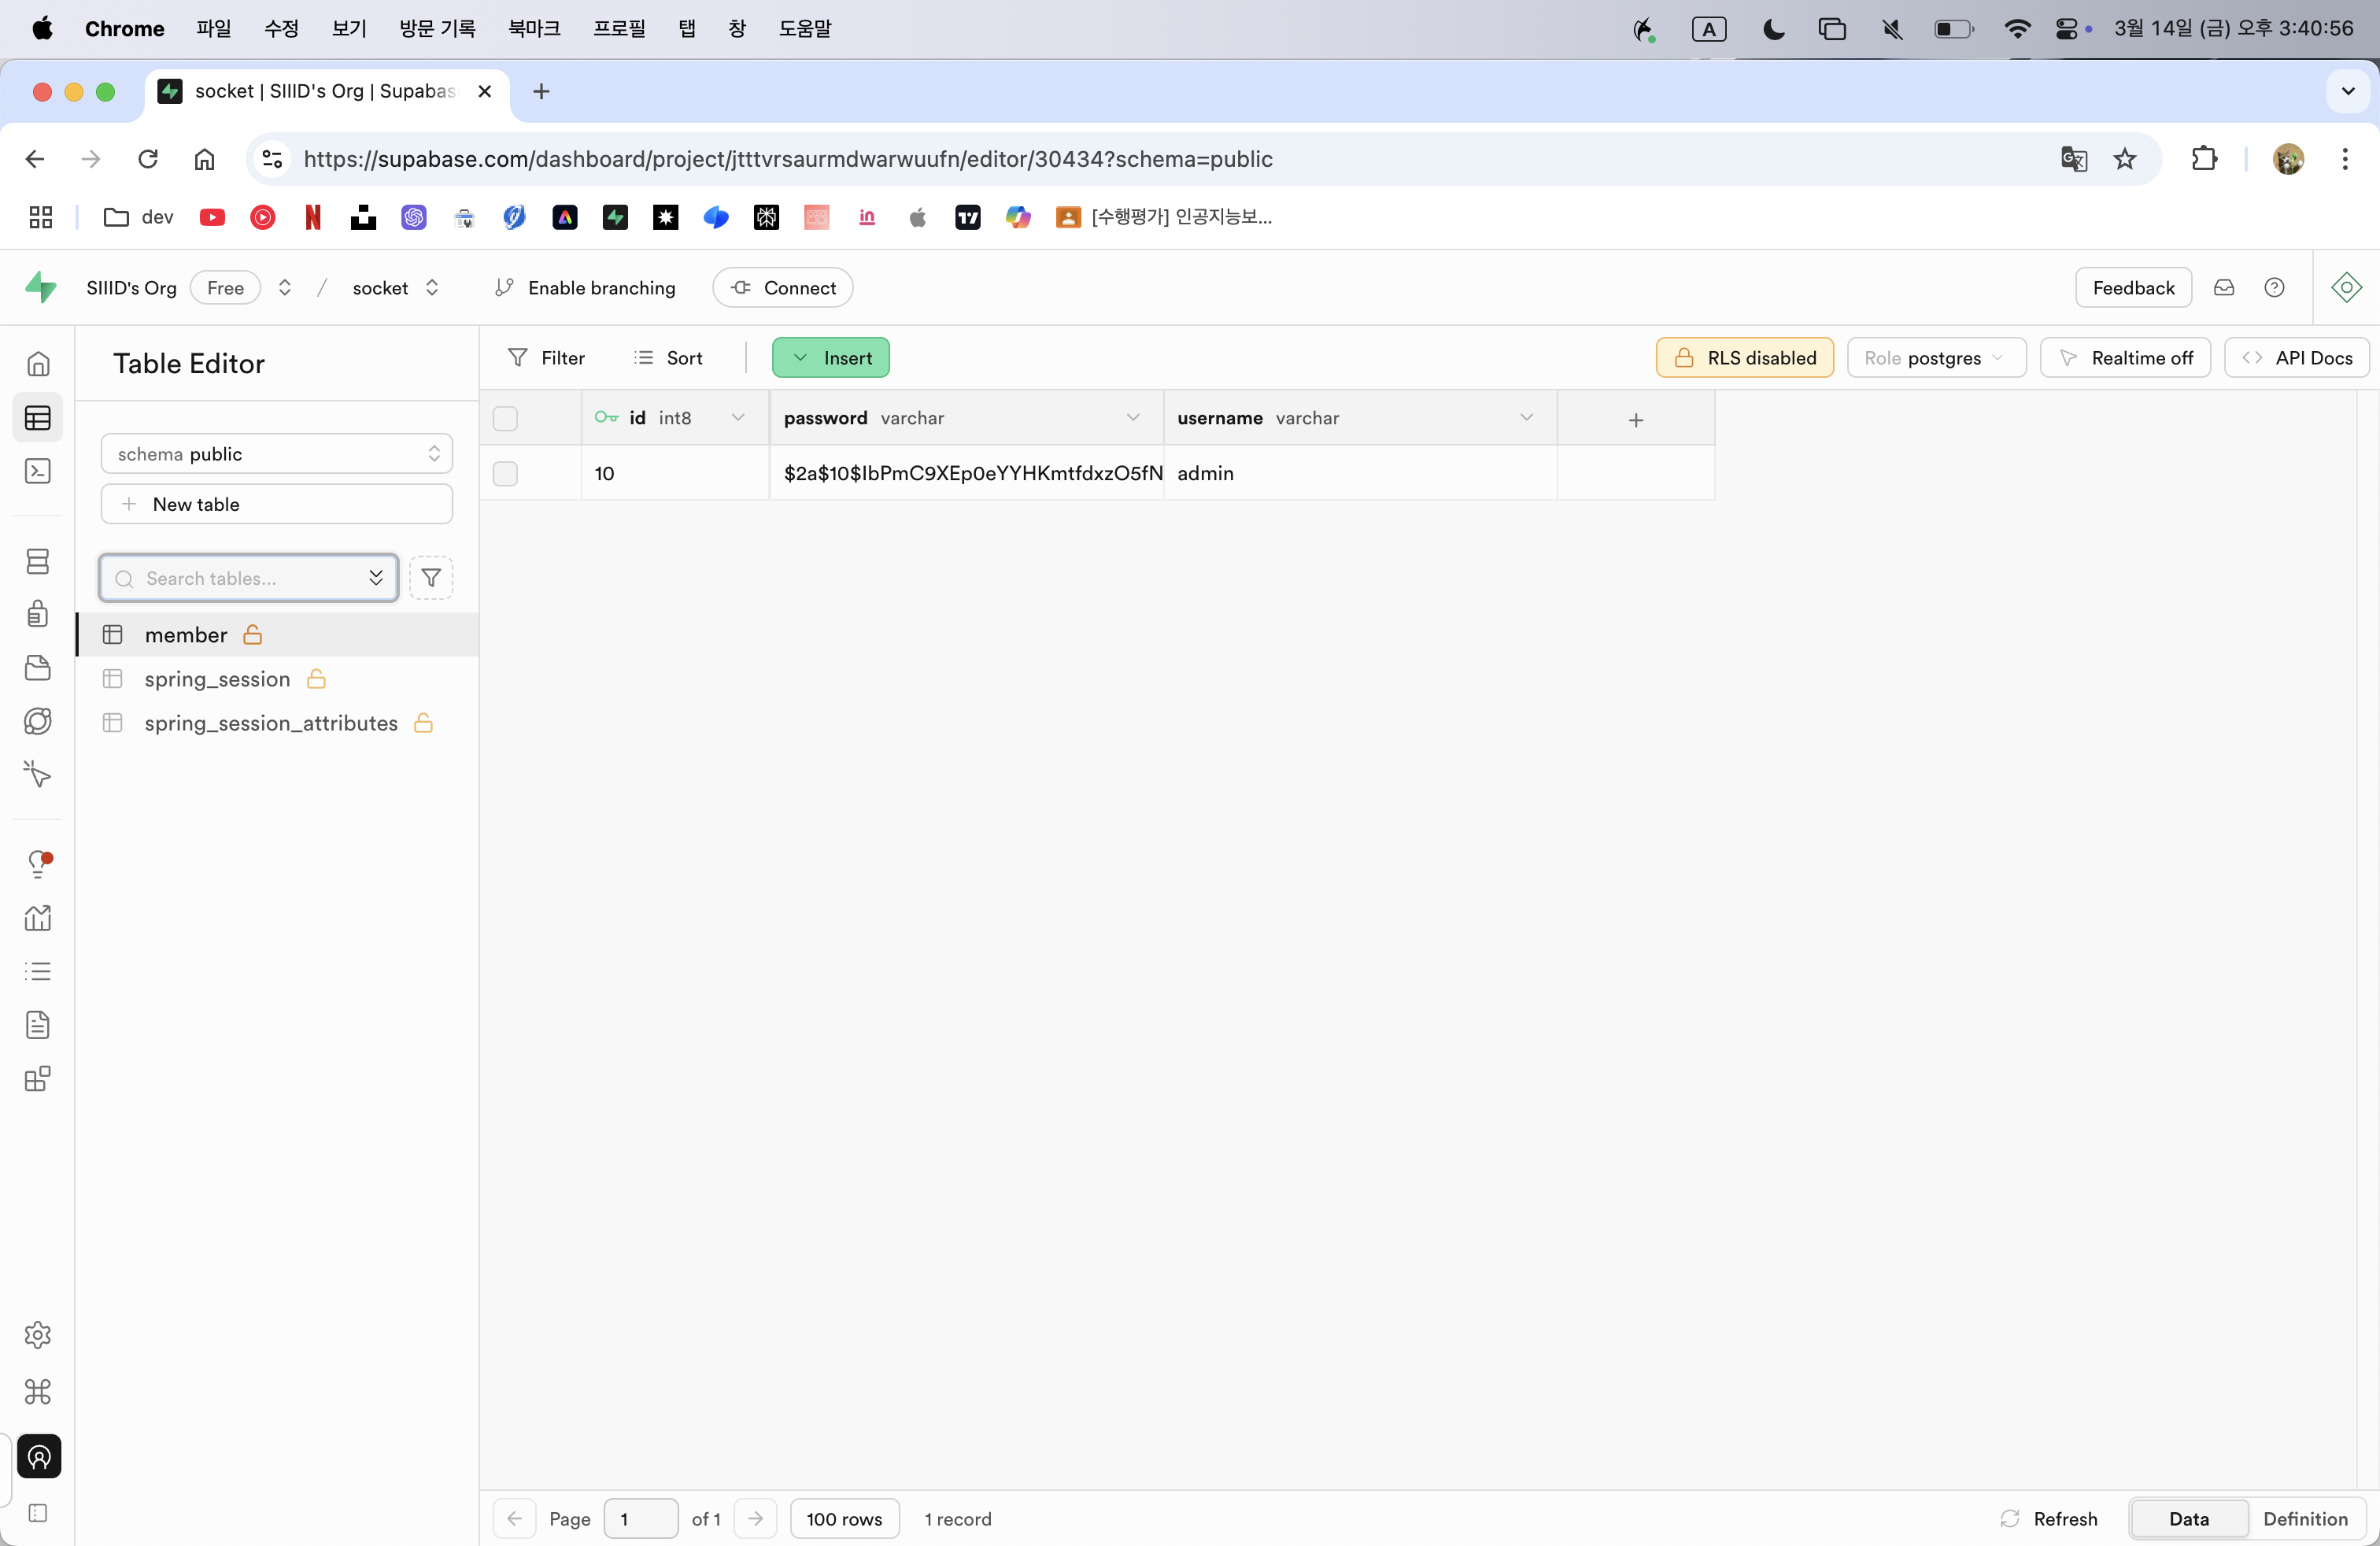 Chrome 파일 수정 보기 방문 기록 북마크 프로필 탭 창 도움말 A 3월 14일 (금) 오후 3:40:56
socket | SIIID's Org | Supabas
https://supabase.com/dashboard/project/jtttvrsaurmdwarwuufn/editor/30434?schema=public
dev [수행평가] 인공지능보...
SIIID's Org Free / socket Enable branching Connect Feedback
Table Editor Filter Sort Insert RLS disabled Role postgres Realtime off API Docs
id int8 password varchar username varchar
schema public
10 $2a$10$IbPmC9XEp0eYYHKmtfdxzO5fN admin
New table
Search tables...
member
spring_session
spring_session_attributes
Page 1 of 1 100 rows 1 record Refresh Data Definition